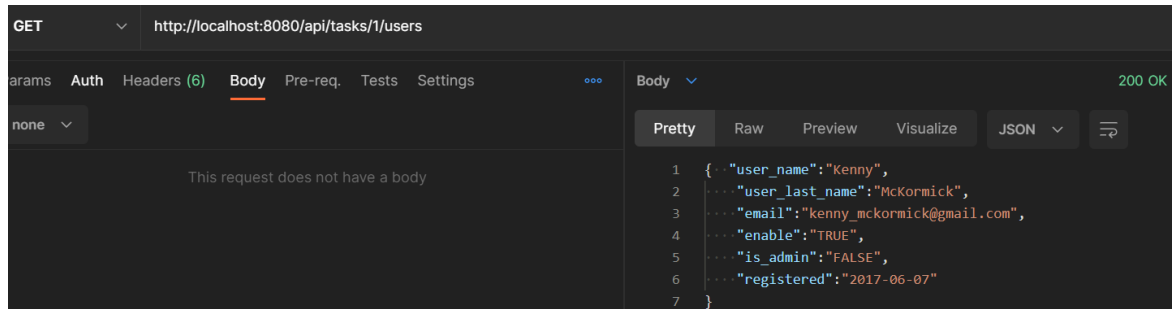 GET http://localhost:8080/api/tasks/1/users
arams Auth Headers (6) Body Pre-req. Tests Settings
none
This request does not have a body
Body 200 OK
Pretty Raw Preview Visualize JSON
1 { "user_name":"Kenny",
2 "user_last_name":"McKormick",
3 "email":"kenny_mckormick@gmail.com",
4 "enable":"TRUE",
5 "is_admin":"FALSE",
6 "registered":"2017-06-07"
7 }